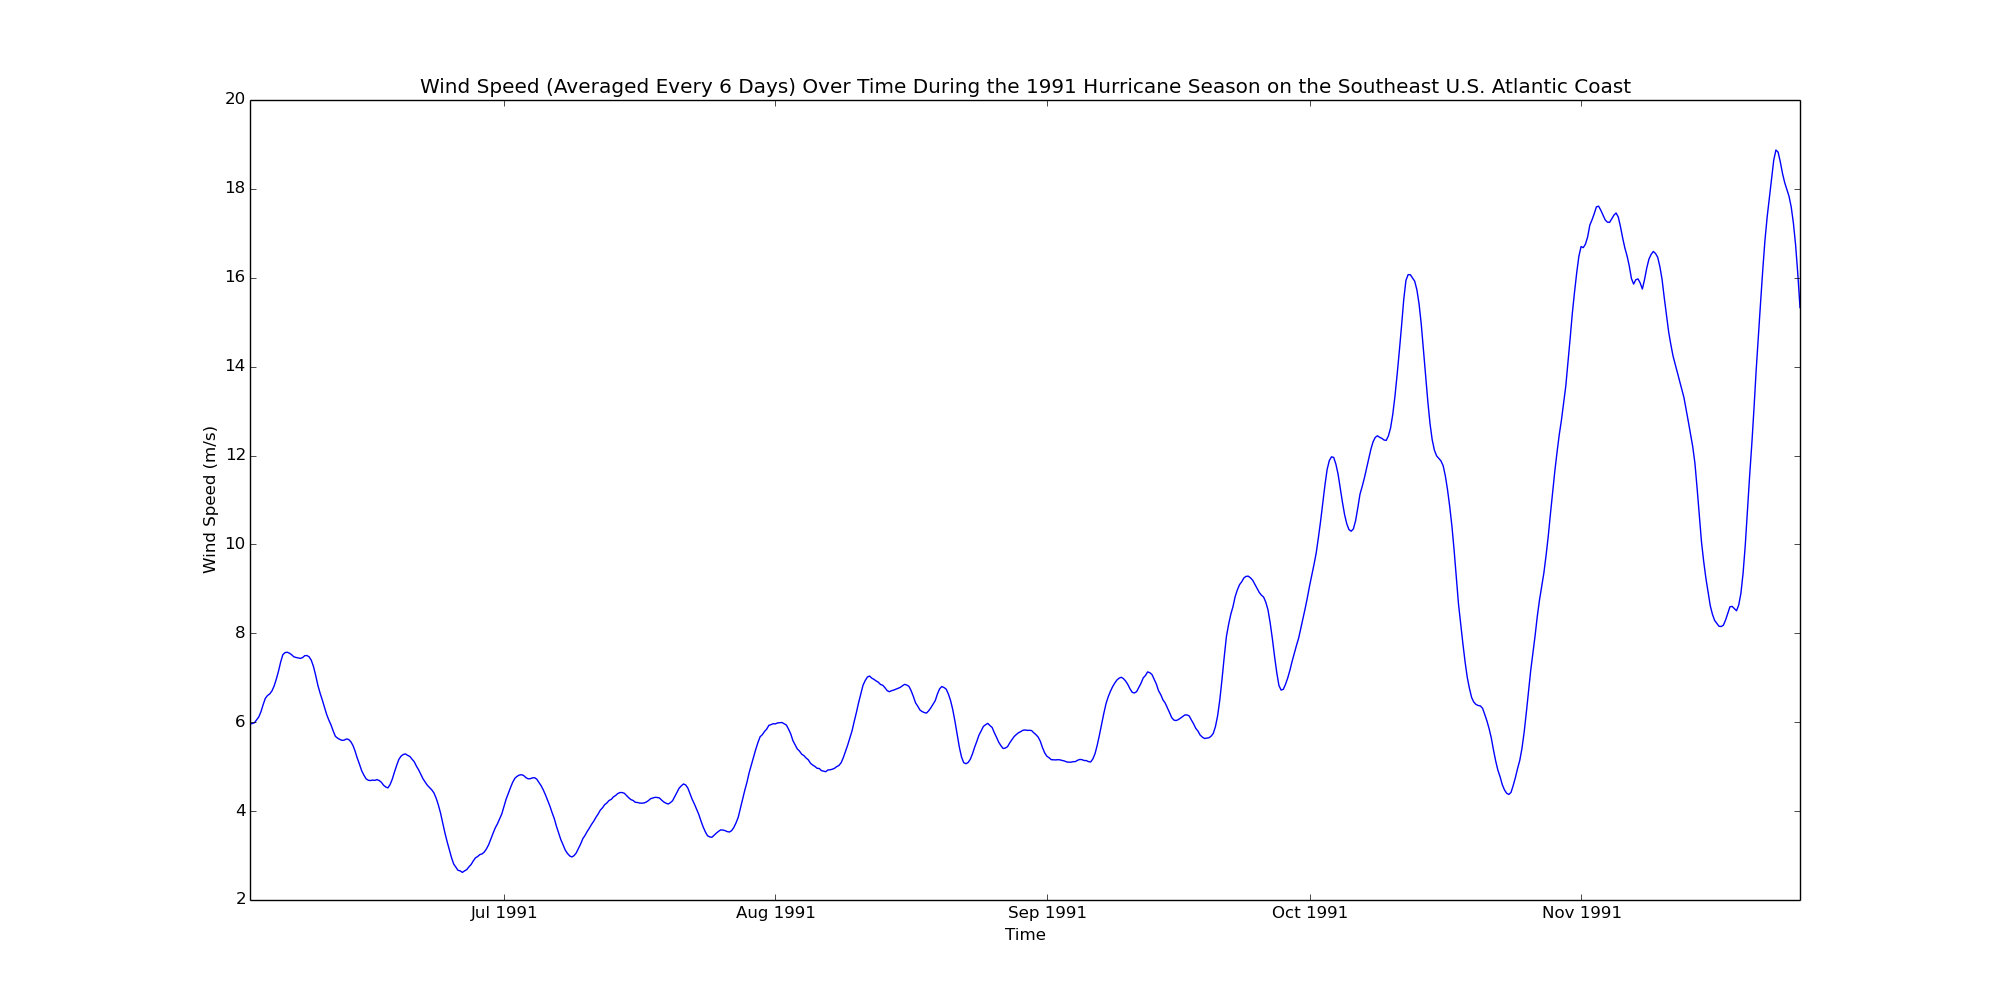 Wind Speed (Averaged Every 6 Days) Over Time During the 1991 Hurricane Season on the Southeast U.S. Atlantic Coast
20
18
16
14
12
10
8
6
4
2
Wind Speed (m/s)
Jul 1991 Aug 1991 Sep 1991 Oct 1991 Nov 1991
Time